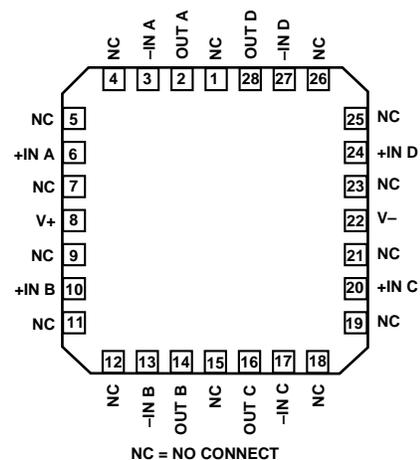 NC
–IN A
OUT A
NC
OUT D
–IN D
NC
4
3
2
1
28
27
26
NC 5
25 NC
+IN A 6
24 +IN D
NC 7
23 NC
V+ 8
22 V–
NC 9
21 NC
+IN B 10
20 +IN C
NC 11
19 NC
12
13
14
15
16
17
18
NC
–IN B
OUT B
NC
OUT C
–IN C
NC
NC = NO CONNECT